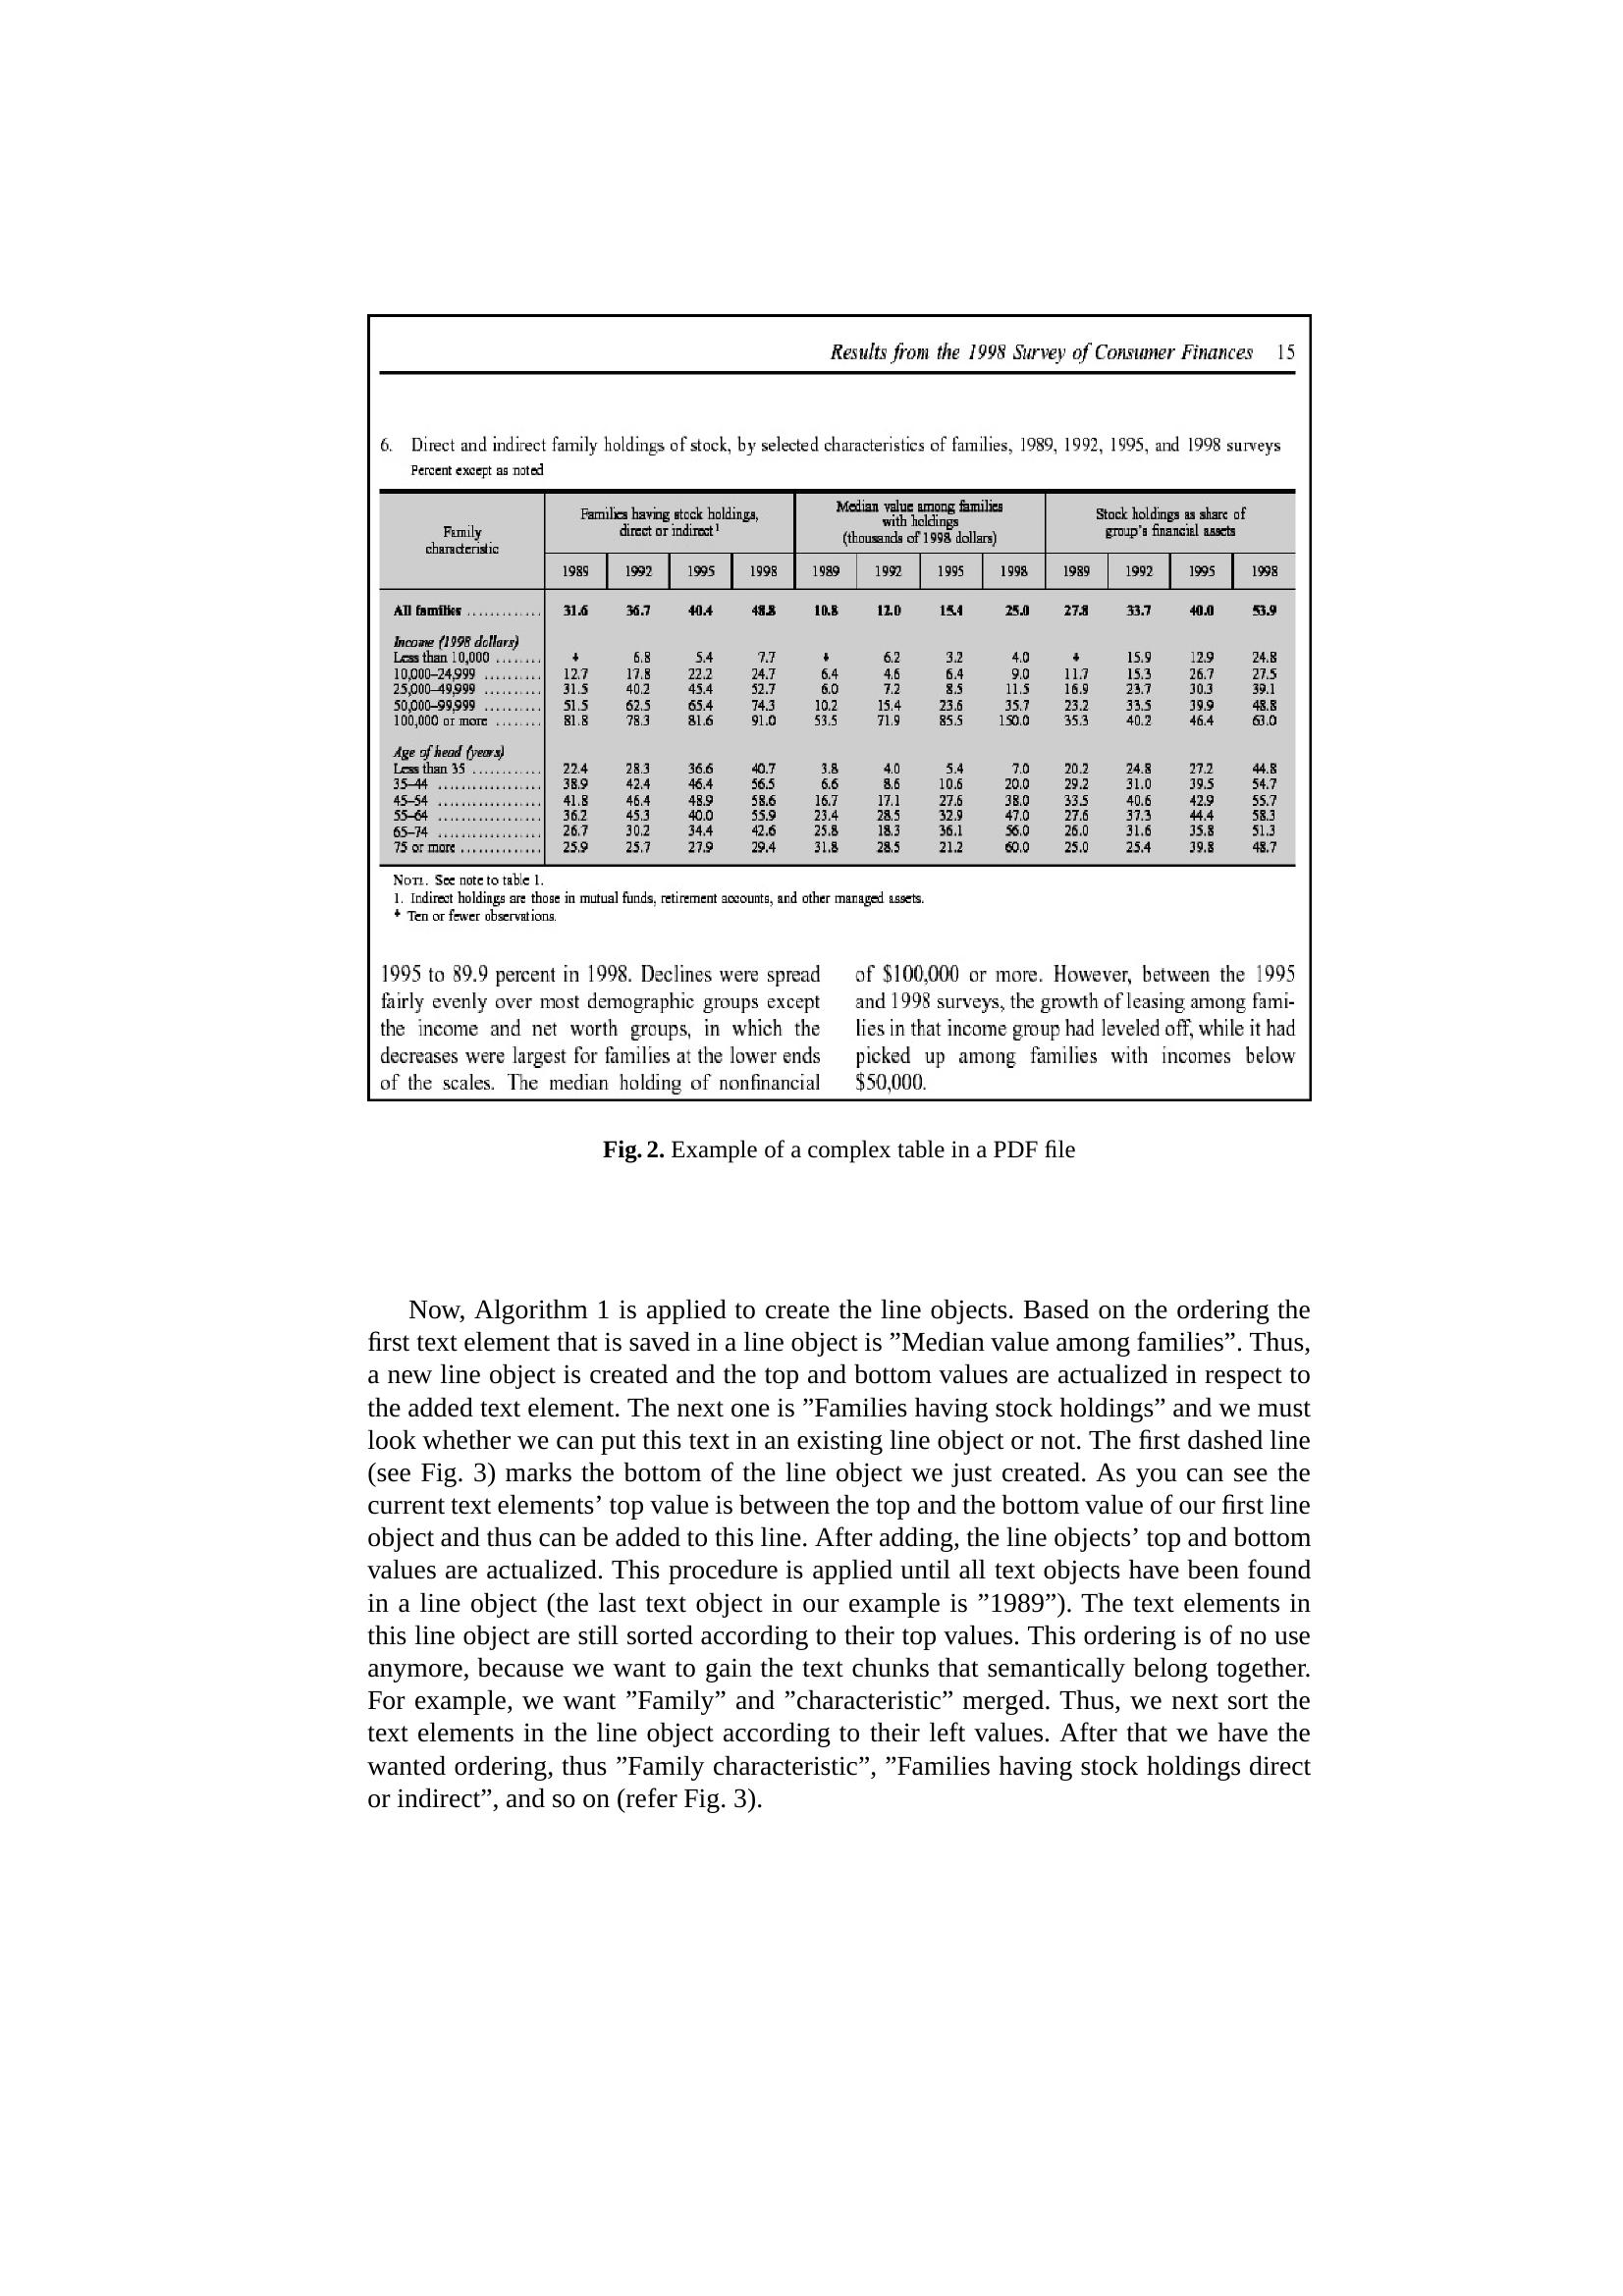 Results from the 1998 Survey of Consumer Finances 15
6. Direct and indirect family holdings of stock, by selected characteristics of families, 1989, 1992, 1995, and 1998 surveys
Percent except as noted
Family
characteristic
Families having stock holdings,
direct or indirect¹
Median value among families
with holdings
(thousands of 1998 dollars)
Stock holdings as share of
group's financial assets
1989 1992 1995 1998 1989 1992 1995 1998 1989 1992 1995 1998
All families ............. 31.6 36.7 40.4 48.8 10.8 12.0 15.4 25.0 27.8 33.7 40.0 53.9
Income (1998 dollars)
Less than 10,000 ........ * 6.8 5.4 7.7 * 6.2 3.2 4.0 * 15.9 12.9 24.8
10,000–24,999 .......... 12.7 17.8 22.2 24.7 6.4 4.6 6.4 9.0 11.7 15.3 26.7 27.5
25,000–49,999 .......... 31.5 40.2 45.4 52.7 6.0 7.2 8.5 11.5 16.9 23.7 30.3 39.1
50,000–99,999 .......... 51.5 62.5 65.4 74.3 10.2 15.4 23.6 35.7 23.2 33.5 39.9 48.8
100,000 or more ........ 81.8 78.3 81.6 91.0 53.5 71.9 85.5 150.0 35.3 40.2 46.4 63.0
Age of head (years)
Less than 35 ............ 22.4 28.3 36.6 40.7 3.8 4.0 5.4 7.0 20.2 24.8 27.2 44.8
35–44 .................. 38.9 42.4 46.4 56.5 6.6 8.6 10.6 20.0 29.2 31.0 39.5 54.7
45–54 .................. 41.8 46.4 48.9 58.6 16.7 17.1 27.6 38.0 33.5 40.6 42.9 55.7
55–64 .................. 36.2 45.3 40.0 55.9 23.4 28.5 32.9 47.0 27.6 37.3 44.4 58.3
65–74 .................. 26.7 30.2 34.4 42.6 25.8 18.3 36.1 56.0 26.0 31.6 35.8 51.3
75 or more .............. 25.9 25.7 27.9 29.4 31.8 28.5 21.2 60.0 25.0 25.4 39.8 48.7
NOTE. See note to table 1.
1. Indirect holdings are those in mutual funds, retirement accounts, and other managed assets.
* Ten or fewer observations.
1995 to 89.9 percent in 1998. Declines were spread
fairly evenly over most demographic groups except
the income and net worth groups, in which the
decreases were largest for families at the lower ends
of the scales. The median holding of nonfinancial
of $100,000 or more. However, between the 1995
and 1998 surveys, the growth of leasing among fami-
lies in that income group had leveled off, while it had
picked up among families with incomes below
$50,000.
Fig. 2. Example of a complex table in a PDF file
Now, Algorithm 1 is applied to create the line objects. Based on the ordering the
first text element that is saved in a line object is ”Median value among families”. Thus,
a new line object is created and the top and bottom values are actualized in respect to
the added text element. The next one is ”Families having stock holdings” and we must
look whether we can put this text in an existing line object or not. The first dashed line
(see Fig. 3) marks the bottom of the line object we just created. As you can see the
current text elements’ top value is between the top and the bottom value of our first line
object and thus can be added to this line. After adding, the line objects’ top and bottom
values are actualized. This procedure is applied until all text objects have been found
in a line object (the last text object in our example is ”1989”). The text elements in
this line object are still sorted according to their top values. This ordering is of no use
anymore, because we want to gain the text chunks that semantically belong together.
For example, we want ”Family” and ”characteristic” merged. Thus, we next sort the
text elements in the line object according to their left values. After that we have the
wanted ordering, thus ”Family characteristic”, ”Families having stock holdings direct
or indirect”, and so on (refer Fig. 3).